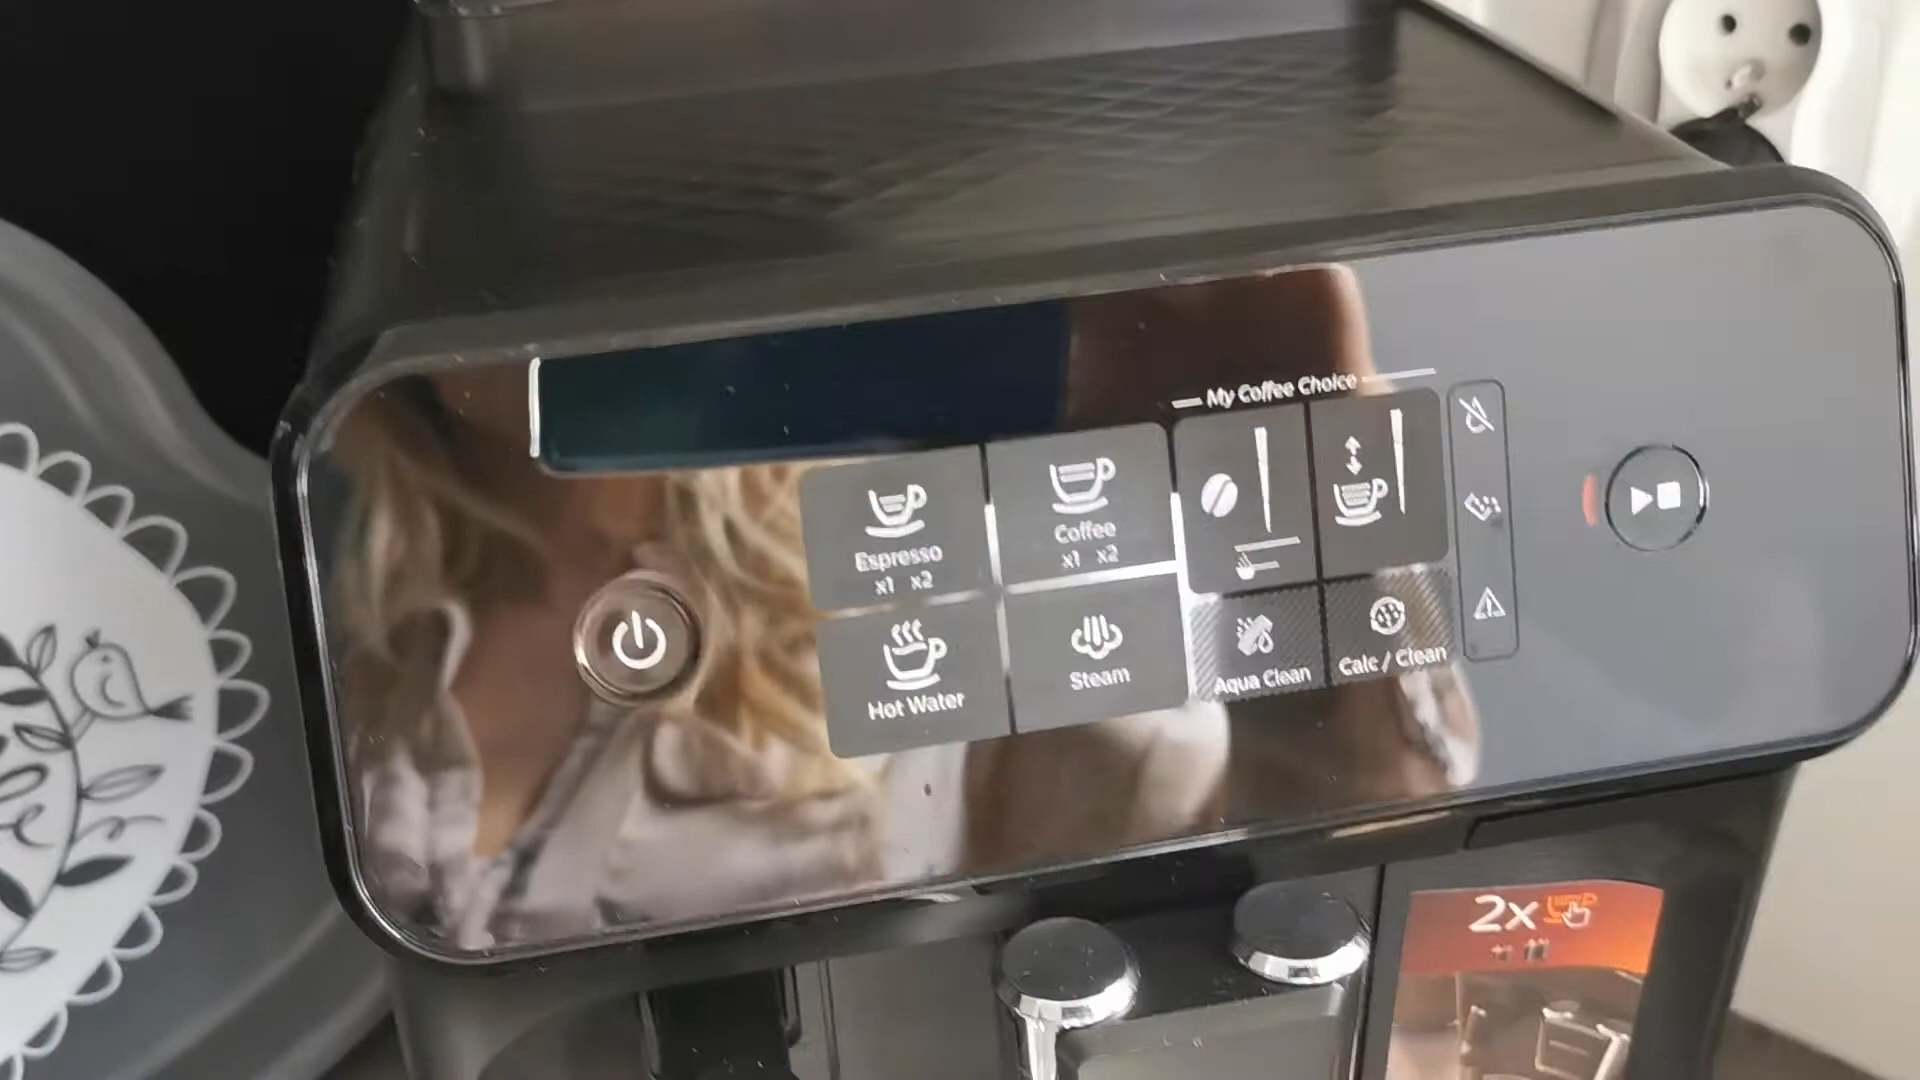 My Coffee Choice
Espresso
x1 x2
Coffee
x1 x2
Hot Water
Steam
Aqua Clean
Calc / Clean
2x